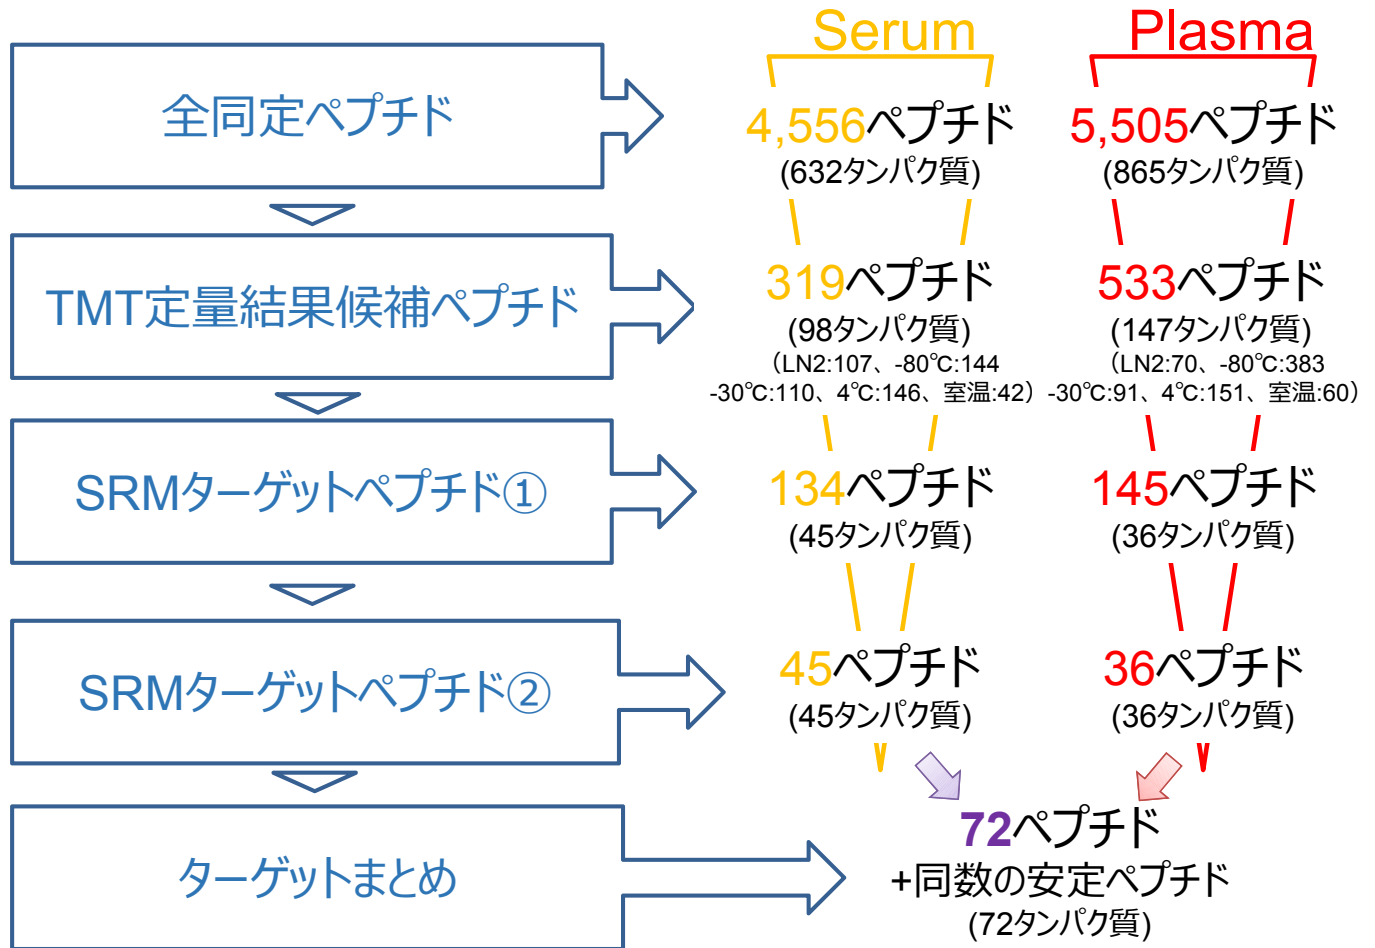 Serum
Plasma
全同定ペプチド
4,556ペプチド
(632タンパク質)
5,505ペプチド
(865タンパク質)
TMT定量結果候補ペプチド
319ペプチド
(98タンパク質)
(LN2:107、-80℃:144
-30℃:110、4℃:146、室温:42)
533ペプチド
(147タンパク質)
(LN2:70、-80℃:383
-30℃:91、4℃:151、室温:60)
SRMターゲットペプチド①
134ペプチド
(45タンパク質)
145ペプチド
(36タンパク質)
SRMターゲットペプチド②
45ペプチド
(45タンパク質)
36ペプチド
(36タンパク質)
ターゲットまとめ
72ペプチド
+同数の安定ペプチド
(72タンパク質)